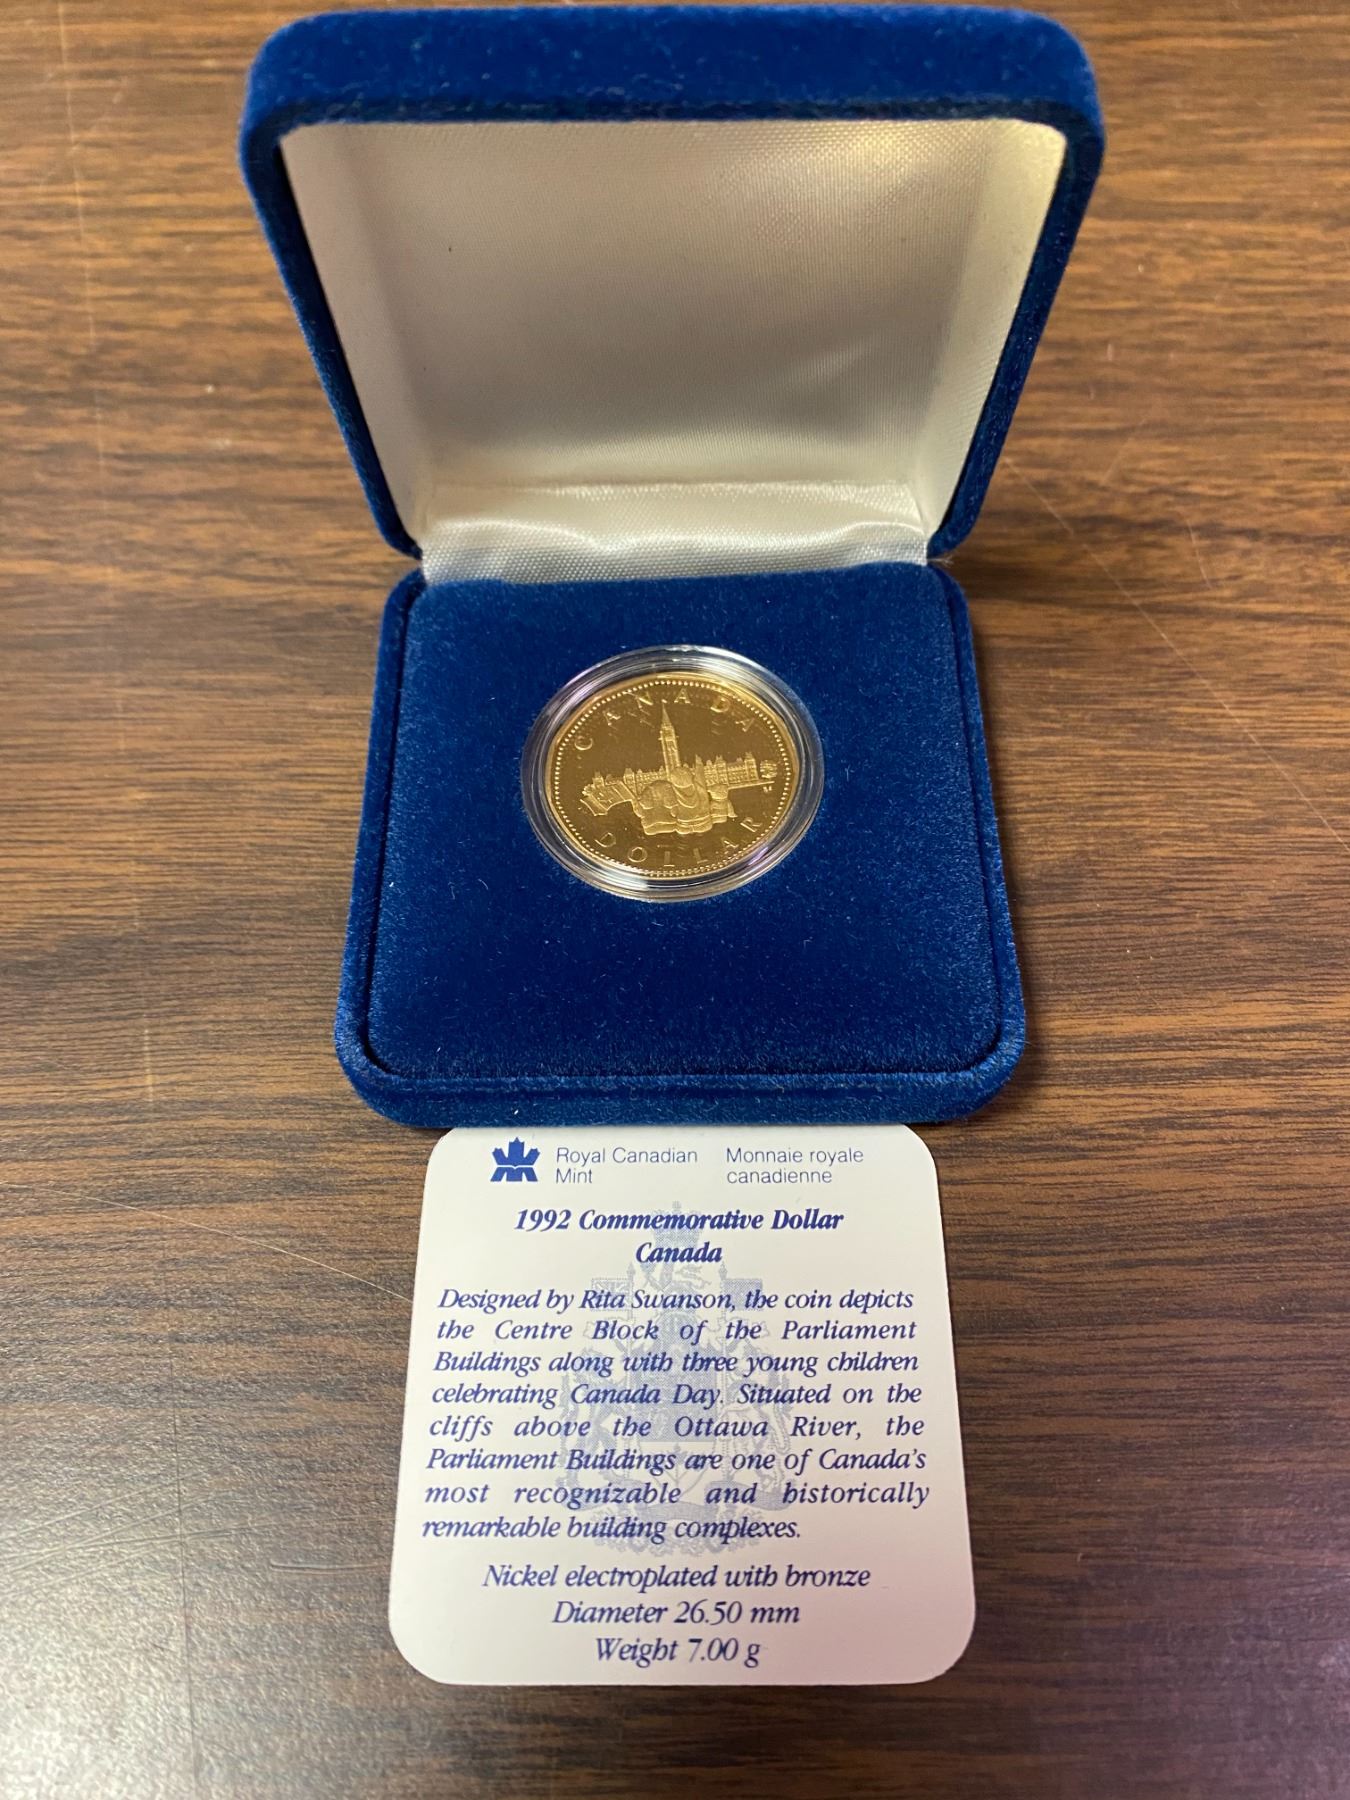 CANADA
DOLLAR
Royal Canadian Mint
Monnaie royale canadienne
1992 Commemorative Dollar
Canada
Designed by Rita Swanson, the coin depicts
the Centre Block of the Parliament
Buildings along with three young children
celebrating Canada Day. Situated on the
cliffs above the Ottawa River, the
Parliament Buildings are one of Canada's
most recognizable and historically
remarkable building complexes.
Nickel electroplated with bronze
Diameter 26.50 mm
Weight 7.00 g